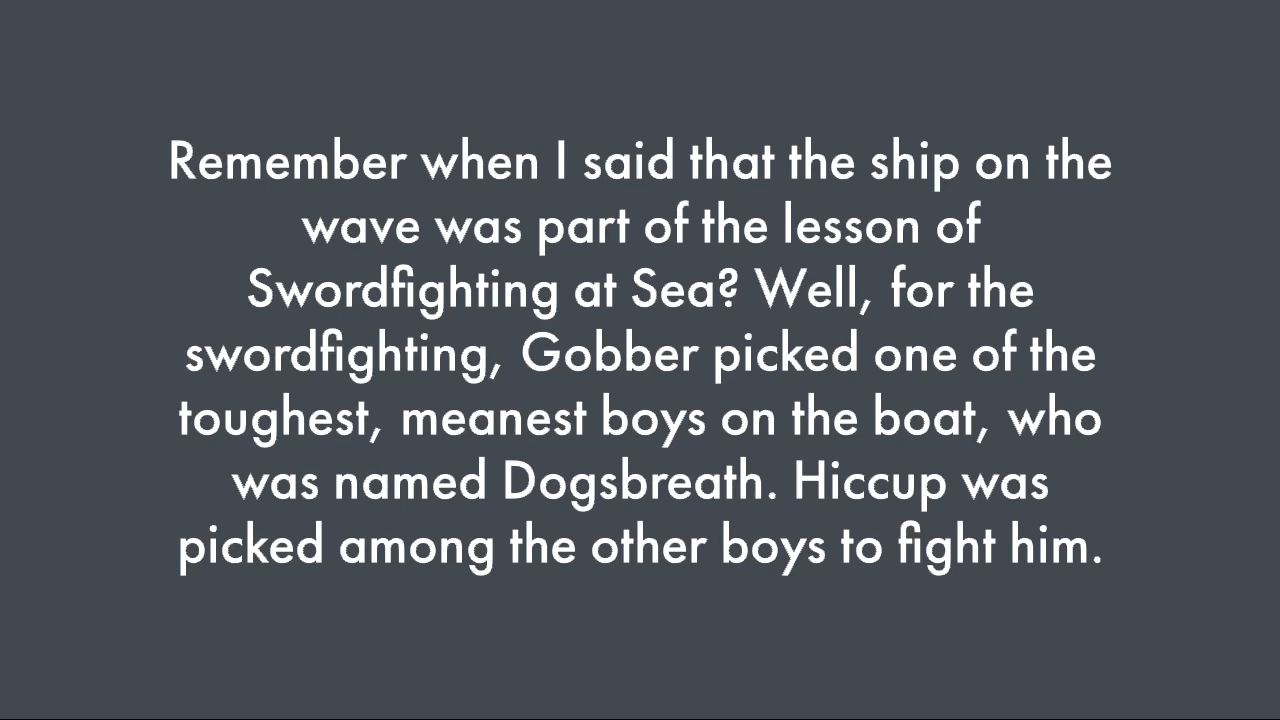 Remember when I said that the ship on the
wave was part of the lesson of
Swordfighting at Sea? Well, for the
swordfighting, Gobber picked one of the
toughest, meanest boys on the boat, who
was named Dogsbreath. Hiccup was
picked among the other boys to fight him.